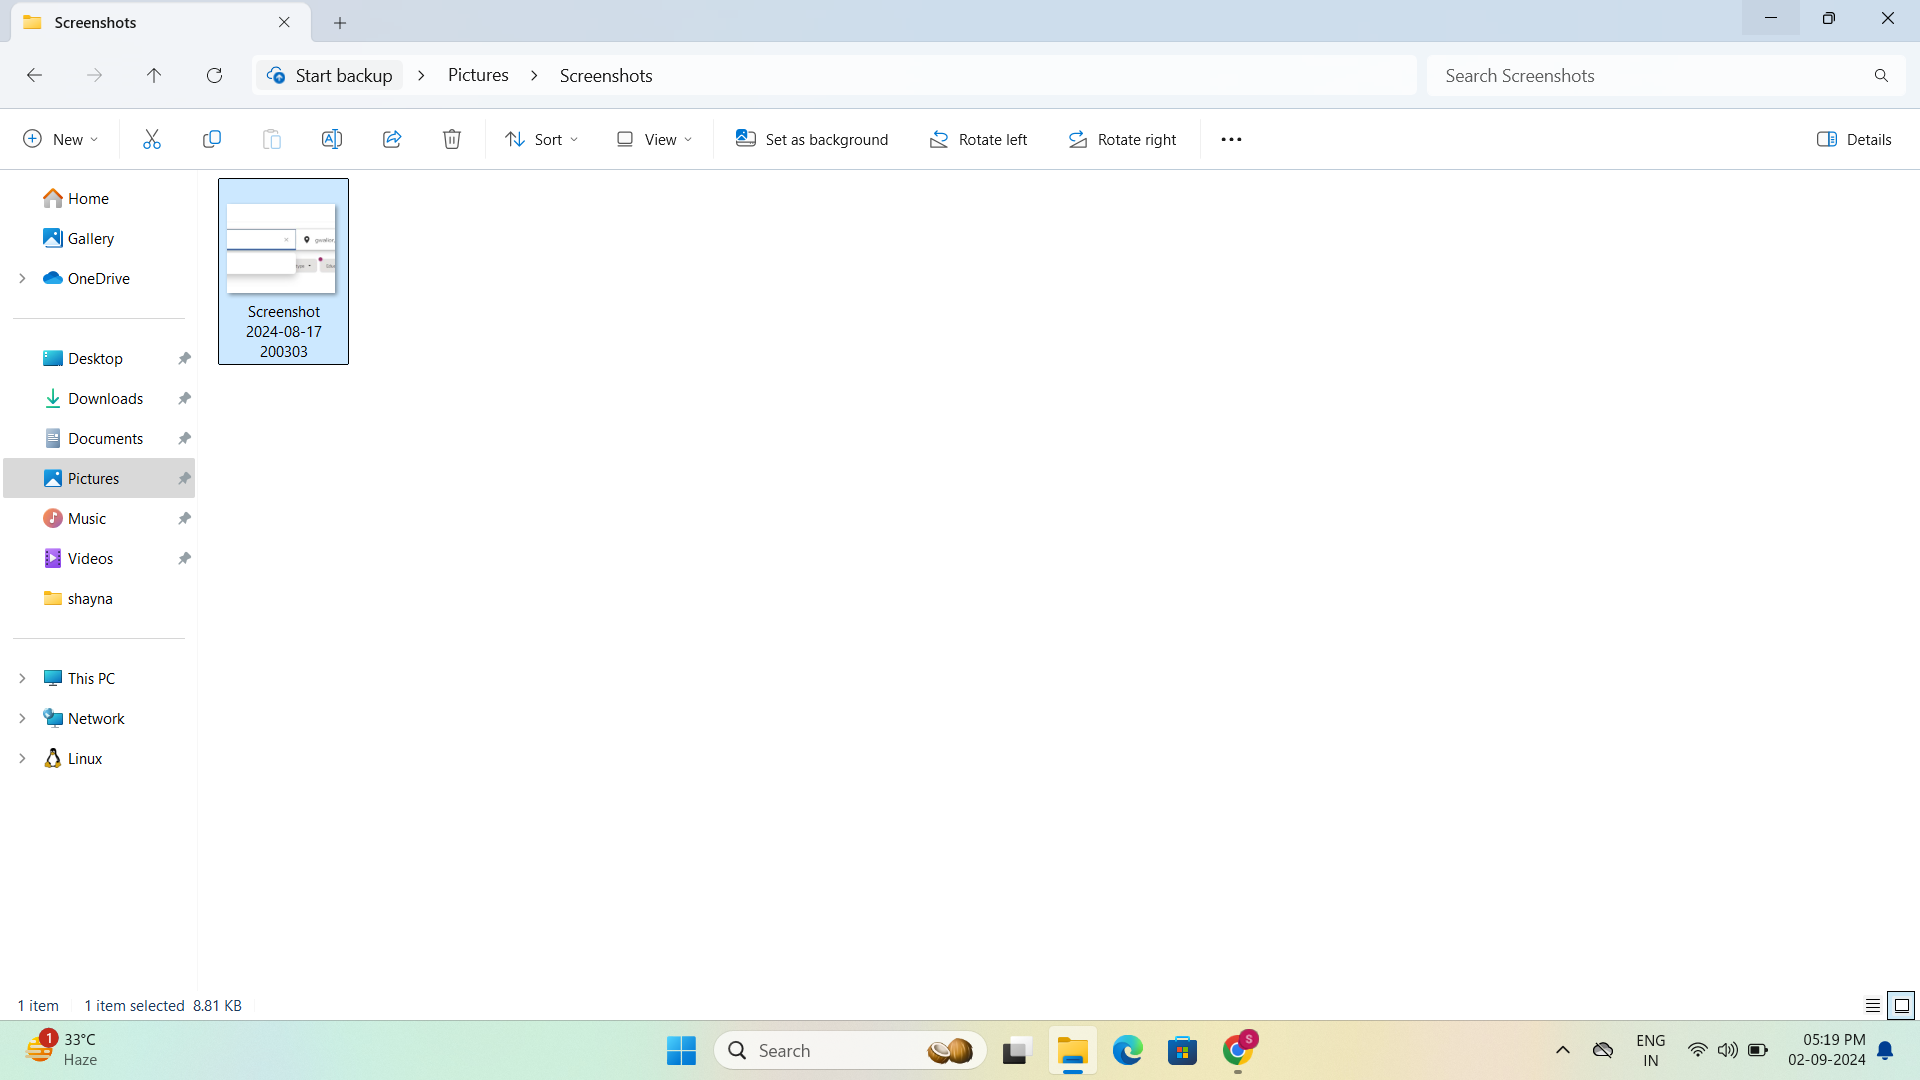 Screenshots
Start backup > Pictures > Screenshots
Search Screenshots
New
Sort
View
Set as background
Rotate left
Rotate right
Details
Home
Gallery
OneDrive
Desktop
Downloads
Documents
Pictures
Music
Videos
shayna
This PC
Network
Linux
gwalior,
Screenshot
2024-08-17
200303
1 item
1 item selected 8.81 KB
1
33°C
Haze
Search
S
ENG
IN
05:19 PM
02-09-2024